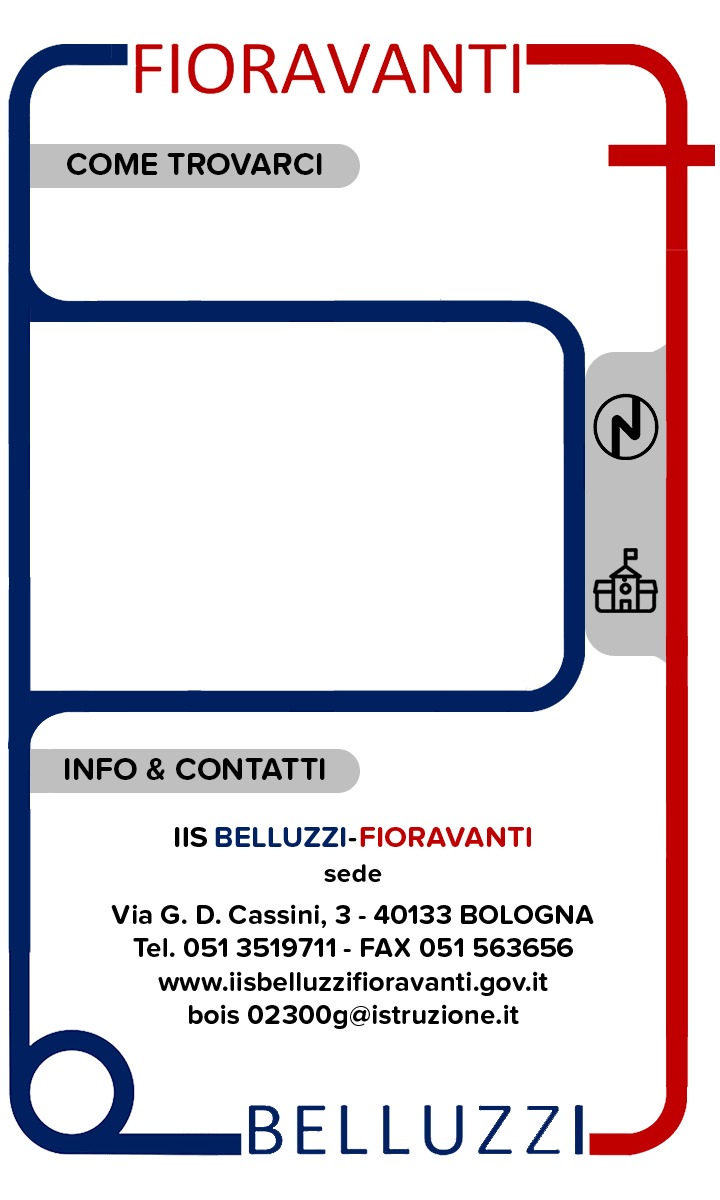 FIORAVANTI
COME TROVARCI
INFO & CONTATTI
IIS BELLUZZI-FIORAVANTI
sede
Via G. D. Cassini, 3 - 40133 BOLOGNA
Tel. 051 3519711 - FAX 051 563656
www.iisbelluzzifioravanti.gov.it
bois 02300g@istruzione.it
BELLUZZI